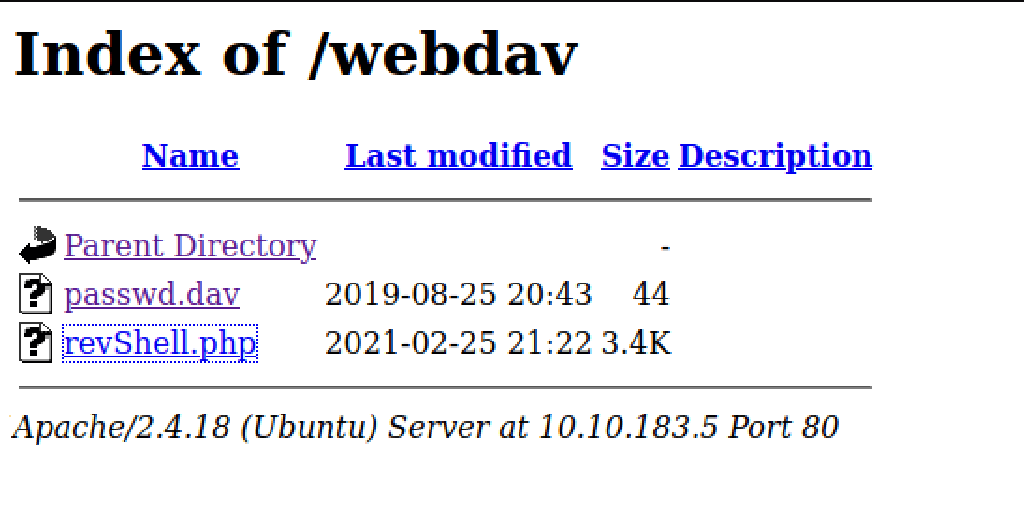 Index of /webdav
Name Last modified Size Description
Parent Directory -
passwd.dav 2019-08-25 20:43 44
revShell.php 2021-02-25 21:22 3.4K
Apache/2.4.18 (Ubuntu) Server at 10.10.183.5 Port 80